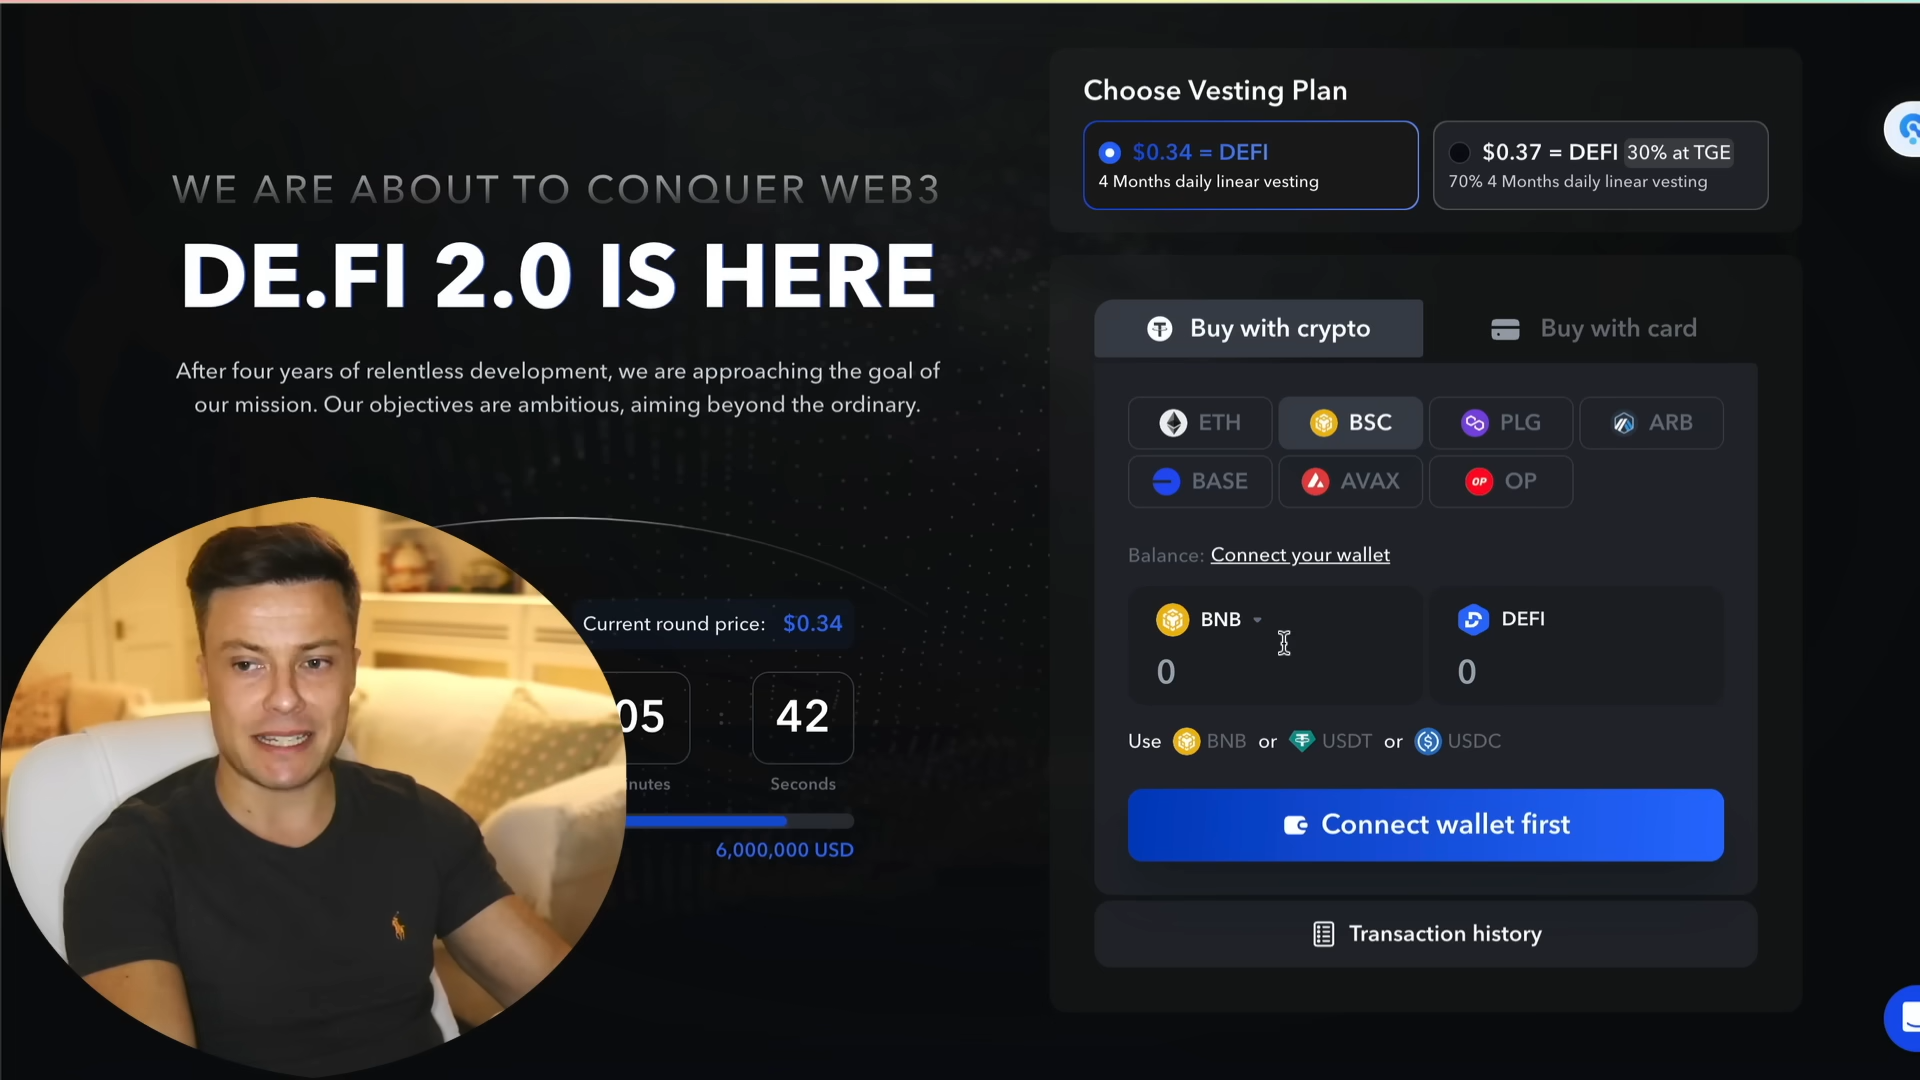 WE ARE ABOUT TO CONQUER WEB3
DE.FI 2.0 IS HERE
After four years of relentless development, we are approaching the goal of
our mission. Our objectives are ambitious, aiming beyond the ordinary.
Current round price: $0.34
05 : 42
nutes Seconds
6,000,000 USD
Choose Vesting Plan
$0.34 = DEFI
4 Months daily linear vesting
$0.37 = DEFI 30% at TGE
70% 4 Months daily linear vesting
Buy with crypto
Buy with card
ETH BSC PLG ARB
BASE AVAX OP OP
Balance: Connect your wallet
BNB
0
DEFI
0
Use BNB or USDT or USDC
Connect wallet first
Transaction history